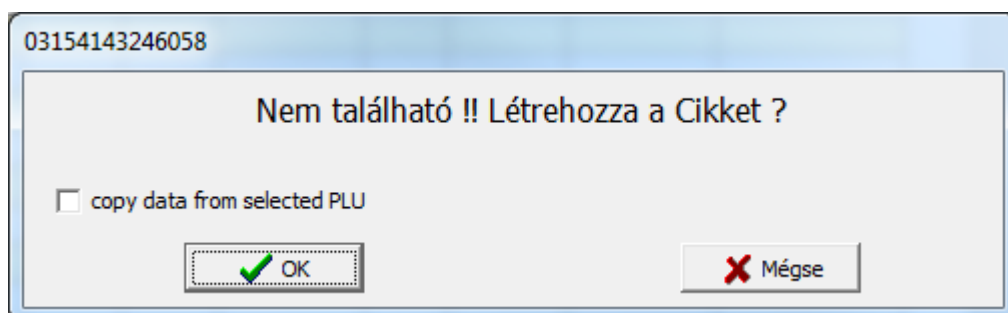 03154143246058
Nem található !! Létrehozza a Cikket ?
copy data from selected PLU
OK
Mégse